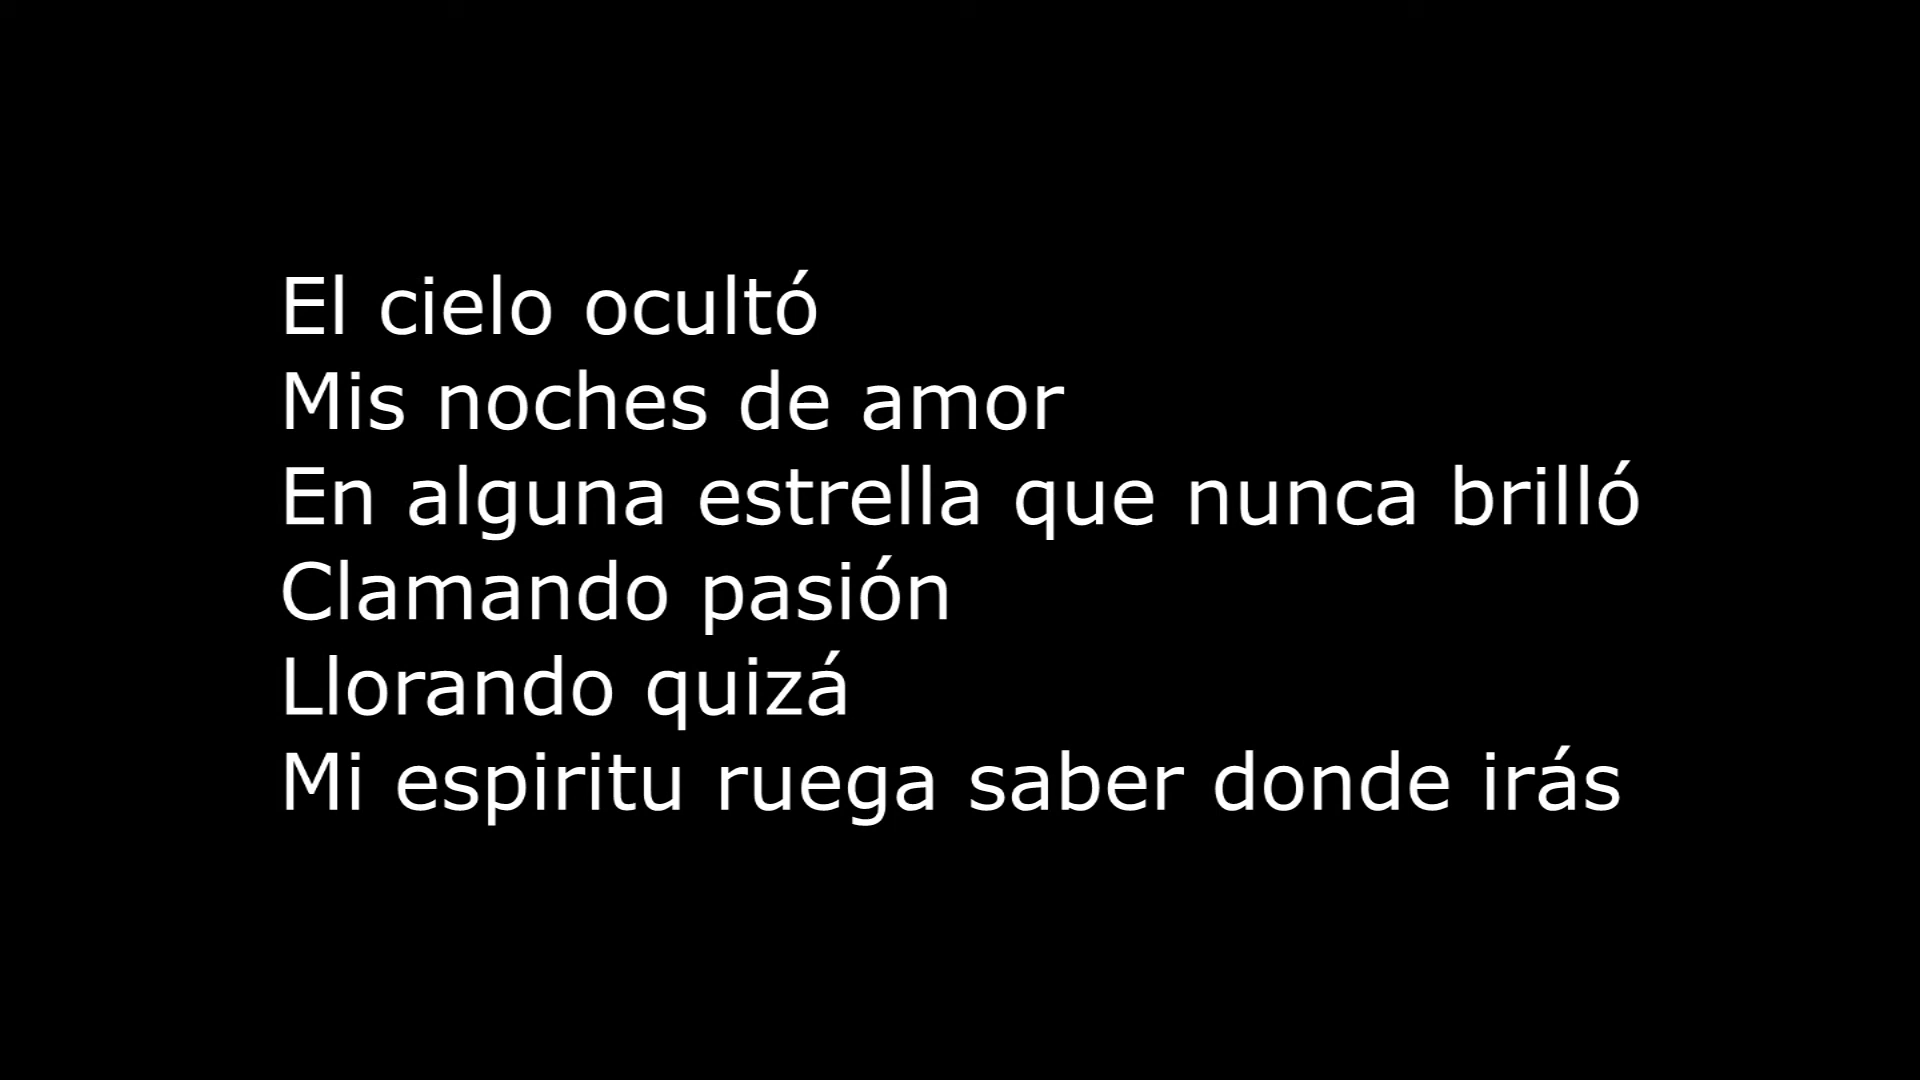 El cielo ocultó
Mis noches de amor
En alguna estrella que nunca brilló
Clamando pasión
Llorando quizá
Mi espiritu ruega saber donde irás